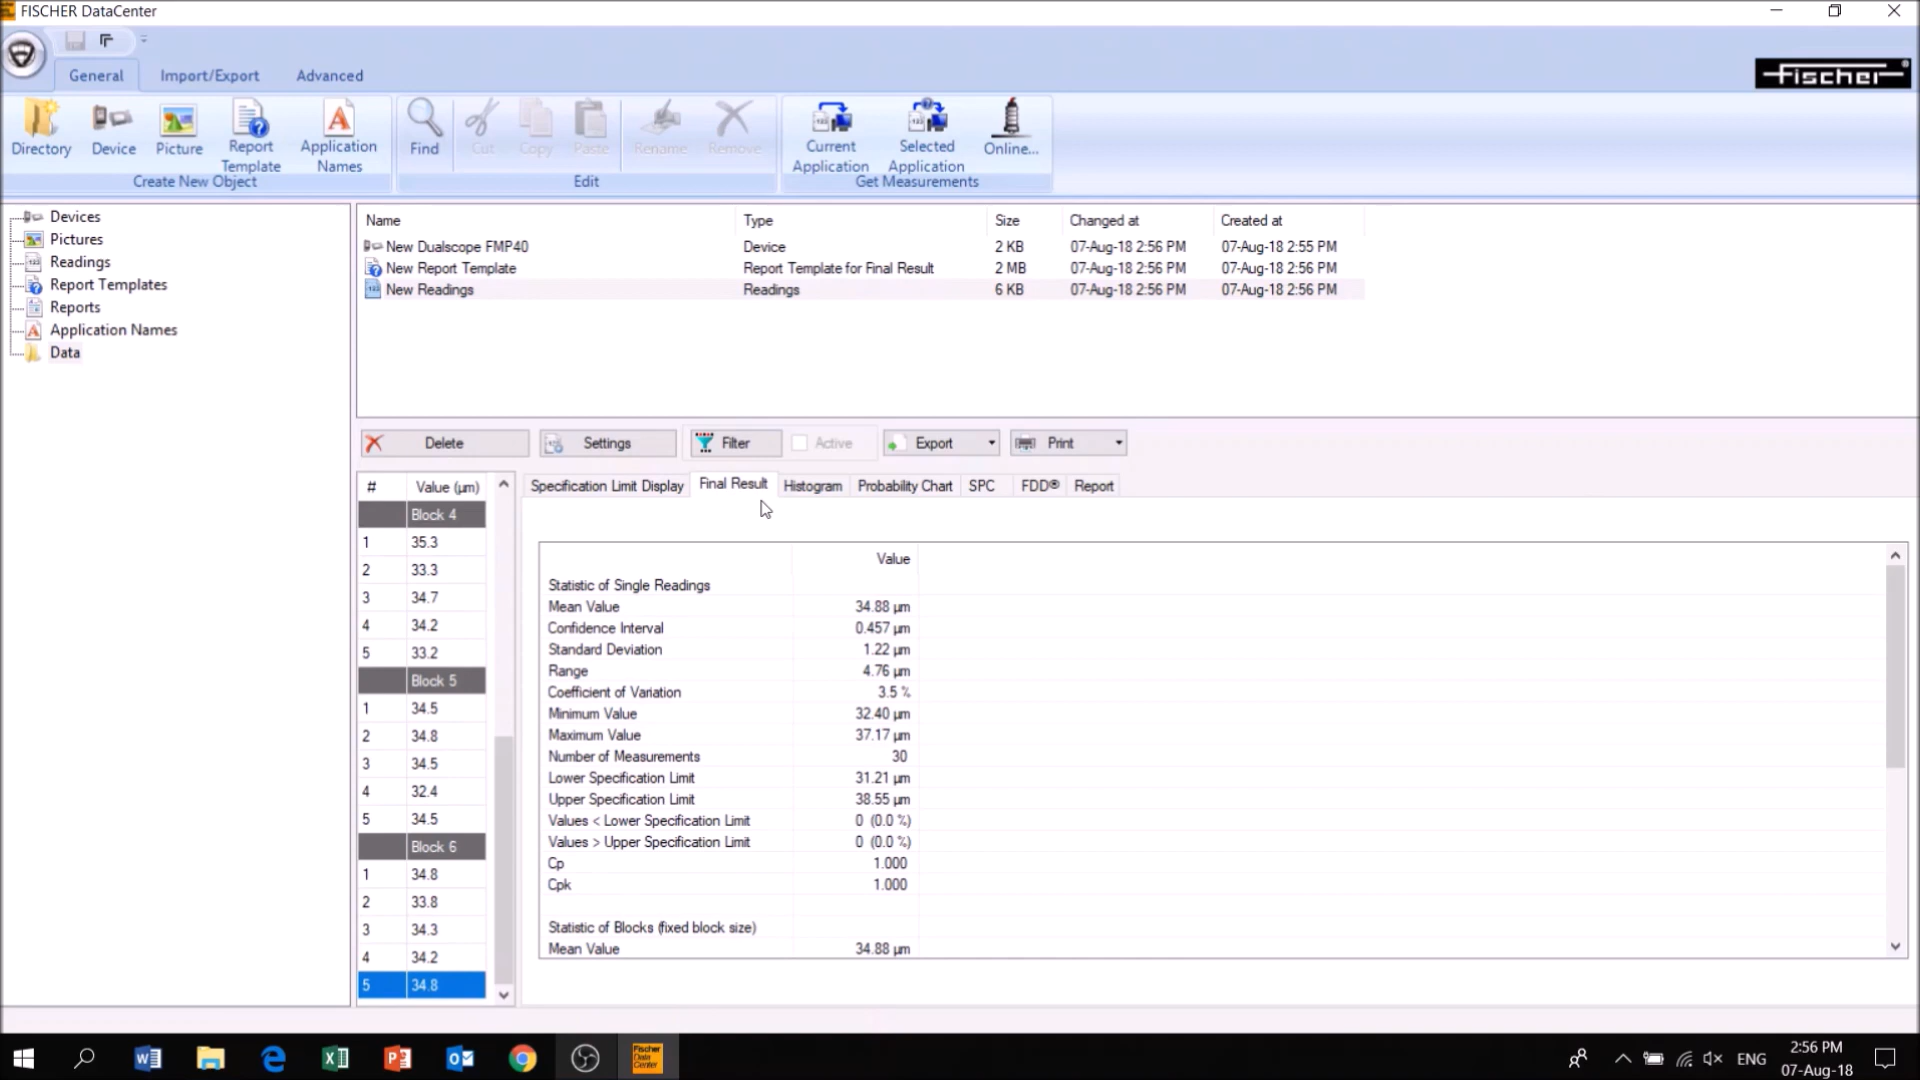 FISCHER DataCenter
General Import/Export Advanced
fischer®
Directory Device Picture Report Template Application Names
Create New Object
Find Cut Copy Paste Rename Remove
Edit
Current Application Selected Application Online...
Get Measurements
Devices
Pictures
Readings
Report Templates
Reports
Application Names
Data
Name Type Size Changed at Created at
New Dualscope FMP40 Device 2 KB 07-Aug-18 2:56 PM 07-Aug-18 2:55 PM
New Report Template Report Template for Final Result 2 MB 07-Aug-18 2:56 PM 07-Aug-18 2:56 PM
New Readings Readings 6 KB 07-Aug-18 2:56 PM 07-Aug-18 2:56 PM
Delete Settings Filter Active Export Print
# Value (µm)
Block 4
1 35.3
2 33.3
3 34.7
4 34.2
5 33.2
Block 5
1 34.5
2 34.8
3 34.5
4 32.4
5 34.5
Block 6
1 34.8
2 33.8
3 34.3
4 34.2
5 34.8
Specification Limit Display Final Result Histogram Probability Chart SPC FDD® Report
Value
Statistic of Single Readings
Mean Value 34.88 µm
Confidence Interval 0.457 µm
Standard Deviation 1.22 µm
Range 4.76 µm
Coefficient of Variation 3.5 %
Minimum Value 32.40 µm
Maximum Value 37.17 µm
Number of Measurements 30
Lower Specification Limit 31.21 µm
Upper Specification Limit 38.55 µm
Values < Lower Specification Limit 0 (0.0 %)
Values > Upper Specification Limit 0 (0.0 %)
Cp 1.000
Cpk 1.000
Statistic of Blocks (fixed block size)
Mean Value 34.88 µm
Fischer Data Center
ENG
2:56 PM
07-Aug-18